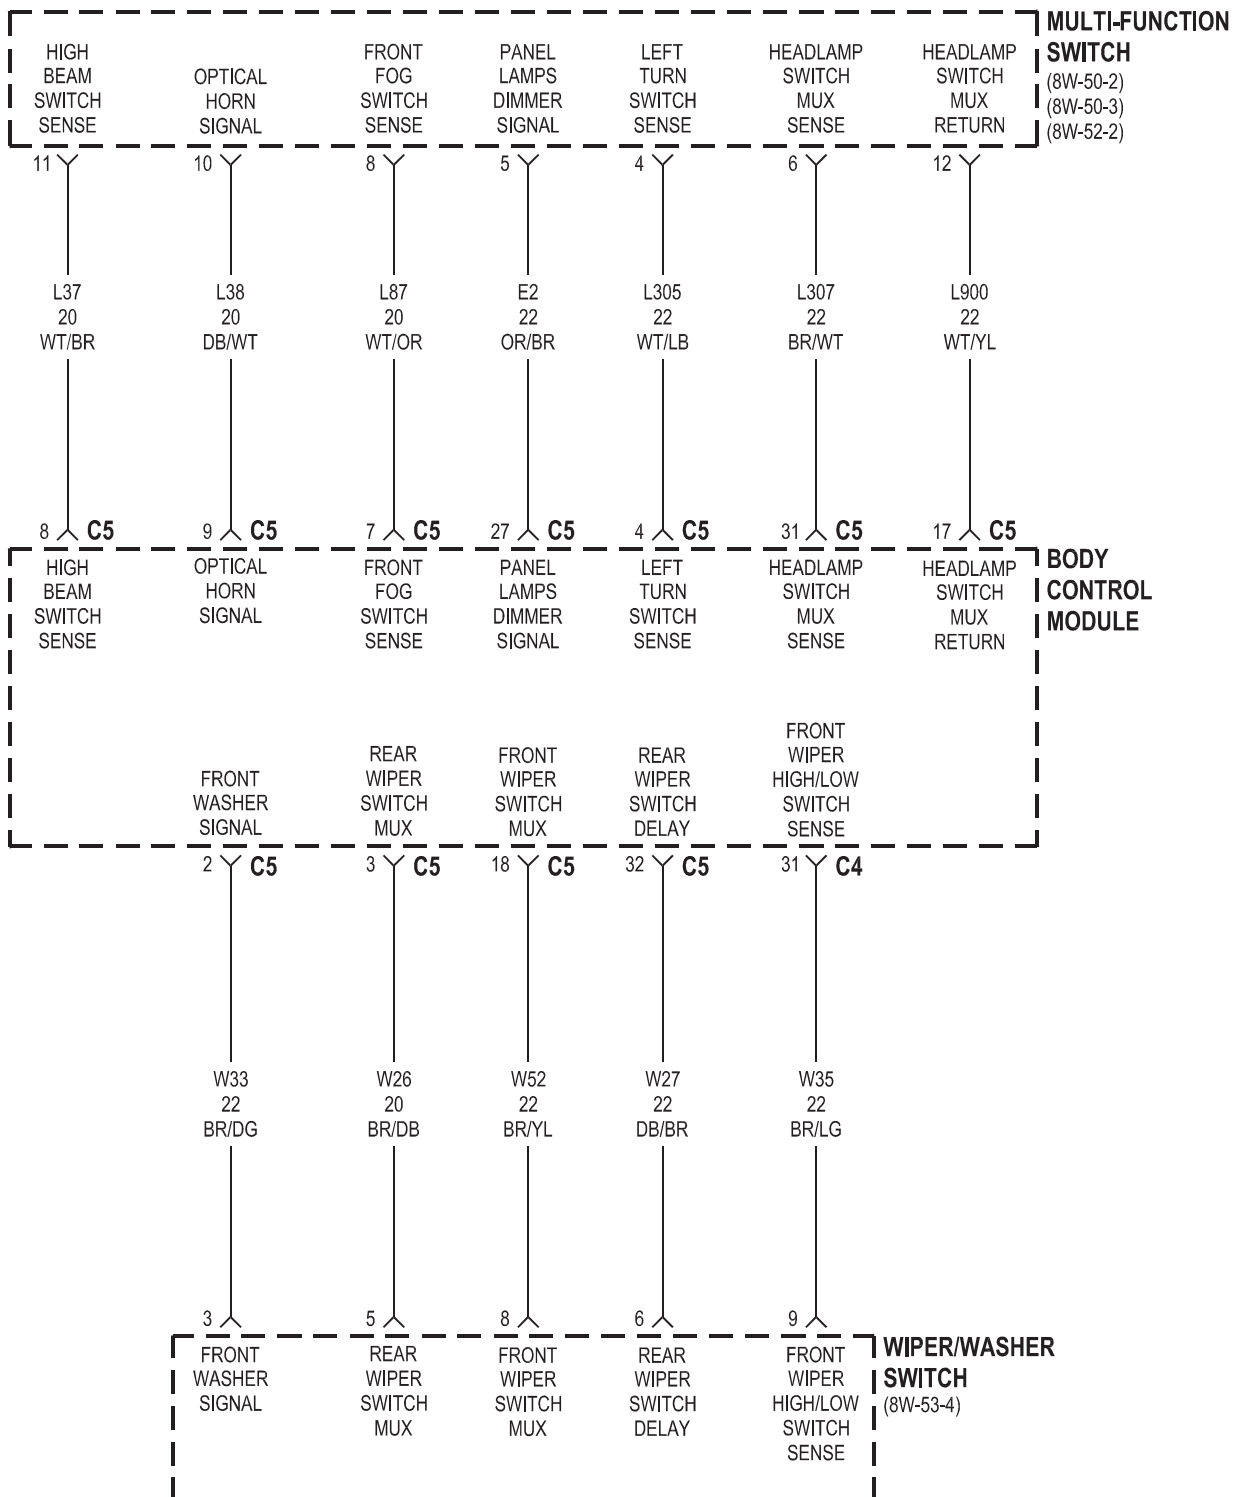 MULTI-FUNCTION
SWITCH
(8W-50-2)
(8W-50-3)
(8W-52-2)
HIGH
BEAM
SWITCH
SENSE
OPTICAL
HORN
SIGNAL
FRONT
FOG
SWITCH
SENSE
PANEL
LAMPS
DIMMER
SIGNAL
LEFT
TURN
SWITCH
SENSE
HEADLAMP
SWITCH
MUX
SENSE
HEADLAMP
SWITCH
MUX
RETURN
11 10 8 5 4 6 12
L37 L38 L87 E2 L305 L307 L900
20 20 20 22 22 22 22
WT/BR DB/WT WT/OR OR/BR WT/LB BR/WT WT/YL
8 C5 9 C5 7 C5 27 C5 4 C5 31 C5 17 C5
BODY
CONTROL
MODULE
HIGH
BEAM
SWITCH
SENSE
OPTICAL
HORN
SIGNAL
FRONT
FOG
SWITCH
SENSE
PANEL
LAMPS
DIMMER
SIGNAL
LEFT
TURN
SWITCH
SENSE
HEADLAMP
SWITCH
MUX
SENSE
HEADLAMP
SWITCH
MUX
RETURN
FRONT
WASHER
SIGNAL
REAR
WIPER
SWITCH
MUX
FRONT
WIPER
SWITCH
MUX
REAR
WIPER
SWITCH
DELAY
FRONT
WIPER
HIGH/LOW
SWITCH
SENSE
2 C5 3 C5 18 C5 32 C5 31 C4
W33 W26 W52 W27 W35
22 20 22 22 22
BR/DG BR/DB BR/YL DB/BR BR/LG
3 5 8 6 9
WIPER/WASHER
SWITCH
(8W-53-4)
FRONT
WASHER
SIGNAL
REAR
WIPER
SWITCH
MUX
FRONT
WIPER
SWITCH
MUX
REAR
WIPER
SWITCH
DELAY
FRONT
WIPER
HIGH/LOW
SWITCH
SENSE